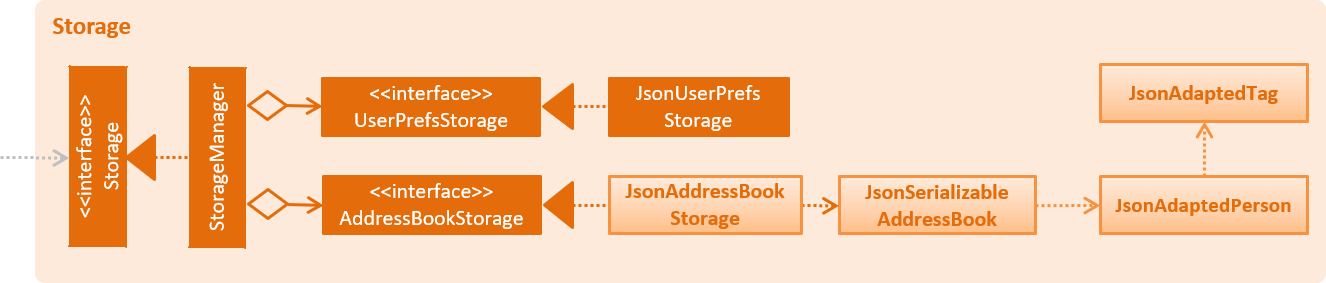 Storage
<<interface>>
Storage
StorageManager
<<interface>>
UserPrefsStorage
JsonUserPrefs
Storage
JsonAdaptedTag
<<interface>>
AddressBookStorage
JsonAddressBook
Storage
JsonSerializable
AddressBook
JsonAdaptedPerson